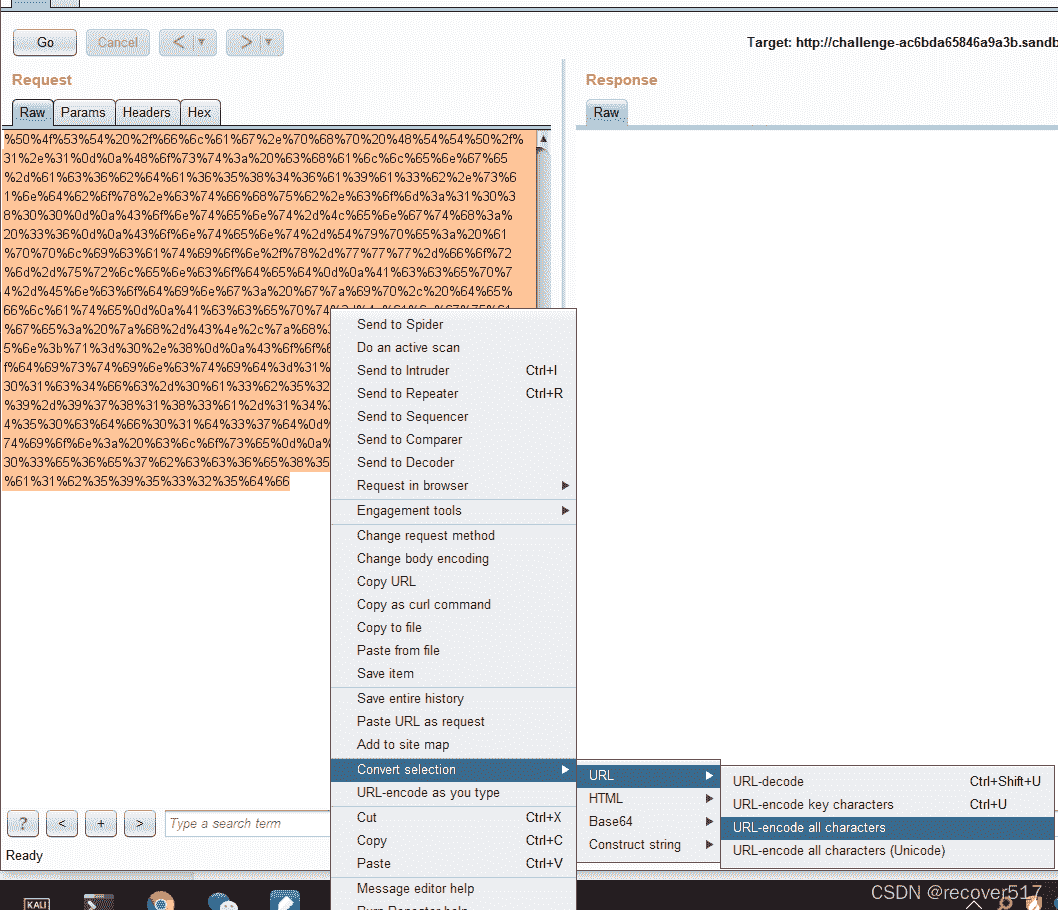 Go
Cancel
<
>
Target: http://challenge-ac6bda65846a9a3b.sandb
Request
Response
Raw
Params
Headers
Hex
Raw
%50%4f%53%54%20%2f%66%6c%61%67%2e%70%68%70%20%48%54%54%50%2f%
31%2e%31%0d%0a%48%6f%73%74%3a%20%63%68%61%6c%6c%65%6e%67%65
%2d%61%63%36%62%64%61%36%35%38%34%36%61%39%61%33%62%2e%73%6
1%6e%64%62%6f%78%2e%63%74%66%68%75%62%2e%63%6f%6d%3a%31%30%3
8%30%30%0d%0a%43%6f%6e%74%65%6e%74%2d%4c%65%6e%67%74%68%3a%
20%33%36%0d%0a%43%6f%6e%74%65%6e%74%2d%54%79%70%65%3a%20%61
%70%70%6c%69%63%61%74%69%6f%6e%2f%78%2d%77%77%77%2d%66%6f%72
%6d%2d%75%72%6c%65%6e%63%6f%64%65%64%0d%0a%41%63%63%65%70%7
4%2d%45%6e%63%6f%64%69%6e%67%3a%20%67%7a%69%70%2c%20%64%65%
66%6c%61%74%65%0d%0a%41%63%63%65%70%74%2d%4c%61%6e%67%75%61
%67%65%3a%20%7a%68%2d%43%4e%2c%7a%68%3
5%6e%3b%71%3d%30%2e%38%0d%0a%43%6f%6f%6
f%64%69%73%74%69%6e%63%74%69%64%3d%31%
30%31%63%34%66%63%2d%30%61%33%62%35%32
%39%2d%39%37%38%31%38%33%61%2d%31%34%3
4%35%30%63%64%66%30%31%64%33%37%64%0d%
74%69%6f%6e%3a%20%63%6c%6f%73%65%0d%0a%
30%33%65%36%65%37%62%63%63%36%65%38%35
%61%31%62%35%39%35%33%32%35%64%66
Send to Spider
Do an active scan
Send to Intruder Ctrl+I
Send to Repeater Ctrl+R
Send to Sequencer
Send to Comparer
Send to Decoder
Request in browser
Engagement tools
Change request method
Change body encoding
Copy URL
Copy as curl command
Copy to file
Paste from file
Save item
Save entire history
Paste URL as request
Add to site map
Convert selection
URL-encode as you type
Cut Ctrl+X
Copy Ctrl+C
Paste Ctrl+V
Message editor help
Burp Repeater help
URL
HTML
Base64
Construct string
URL-decode Ctrl+Shift+U
URL-encode key characters Ctrl+U
URL-encode all characters
URL-encode all characters (Unicode)
? < + > Type a search term
Ready
KALI
CSDN @recover517